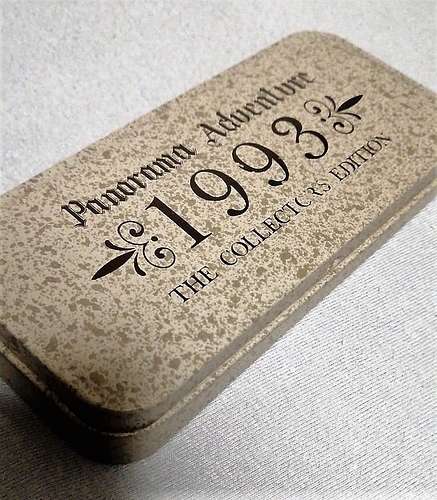 Panorama Adventure
1993
THE COLLECTORS' EDITION